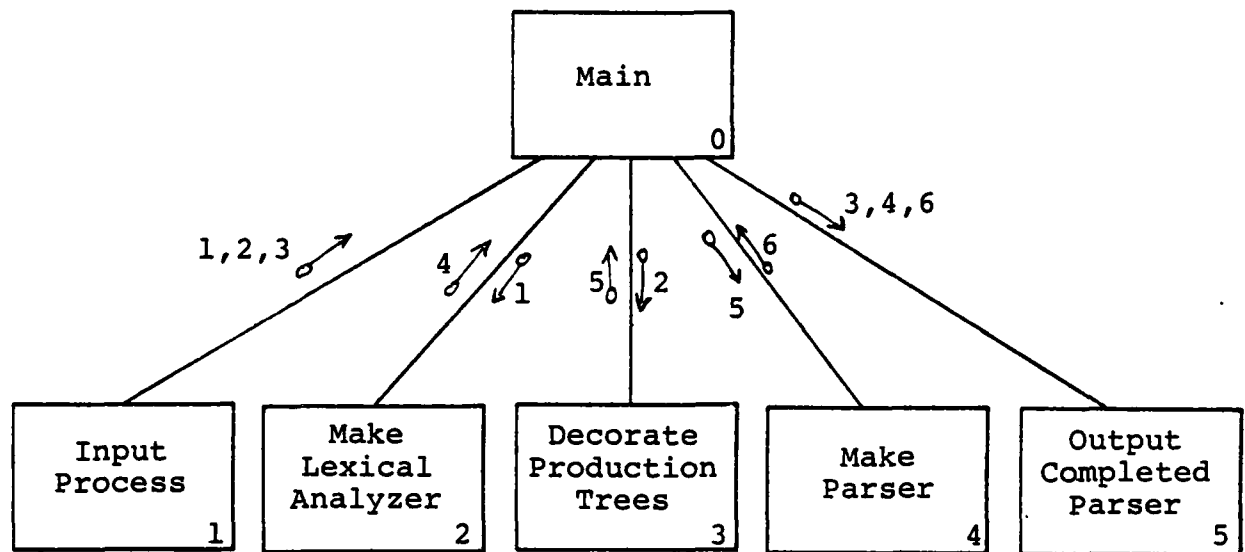 Main
0
1,2,3
4
1
5
2
5
6
3,4,6
Input
Process
1
Make
Lexical
Analyzer
2
Decorate
Production
Trees
3
Make
Parser
4
Output
Completed
Parser
5